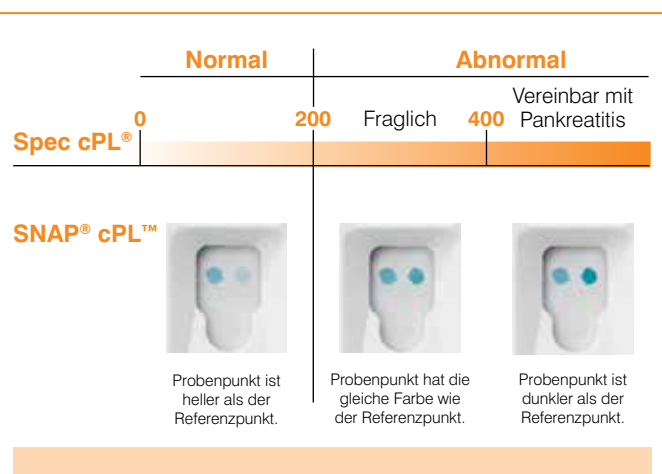 Normal
Abnormal
0
200
Fraglich
400
Vereinbar mit
Pankreatitis
Spec cPL®
SNAP® cPL™
Probenpunkt ist
heller als der
Referenzpunkt.
Probenpunkt hat die
gleiche Farbe wie
der Referenzpunkt.
Probenpunkt ist
dunkler als der
Referenzpunkt.